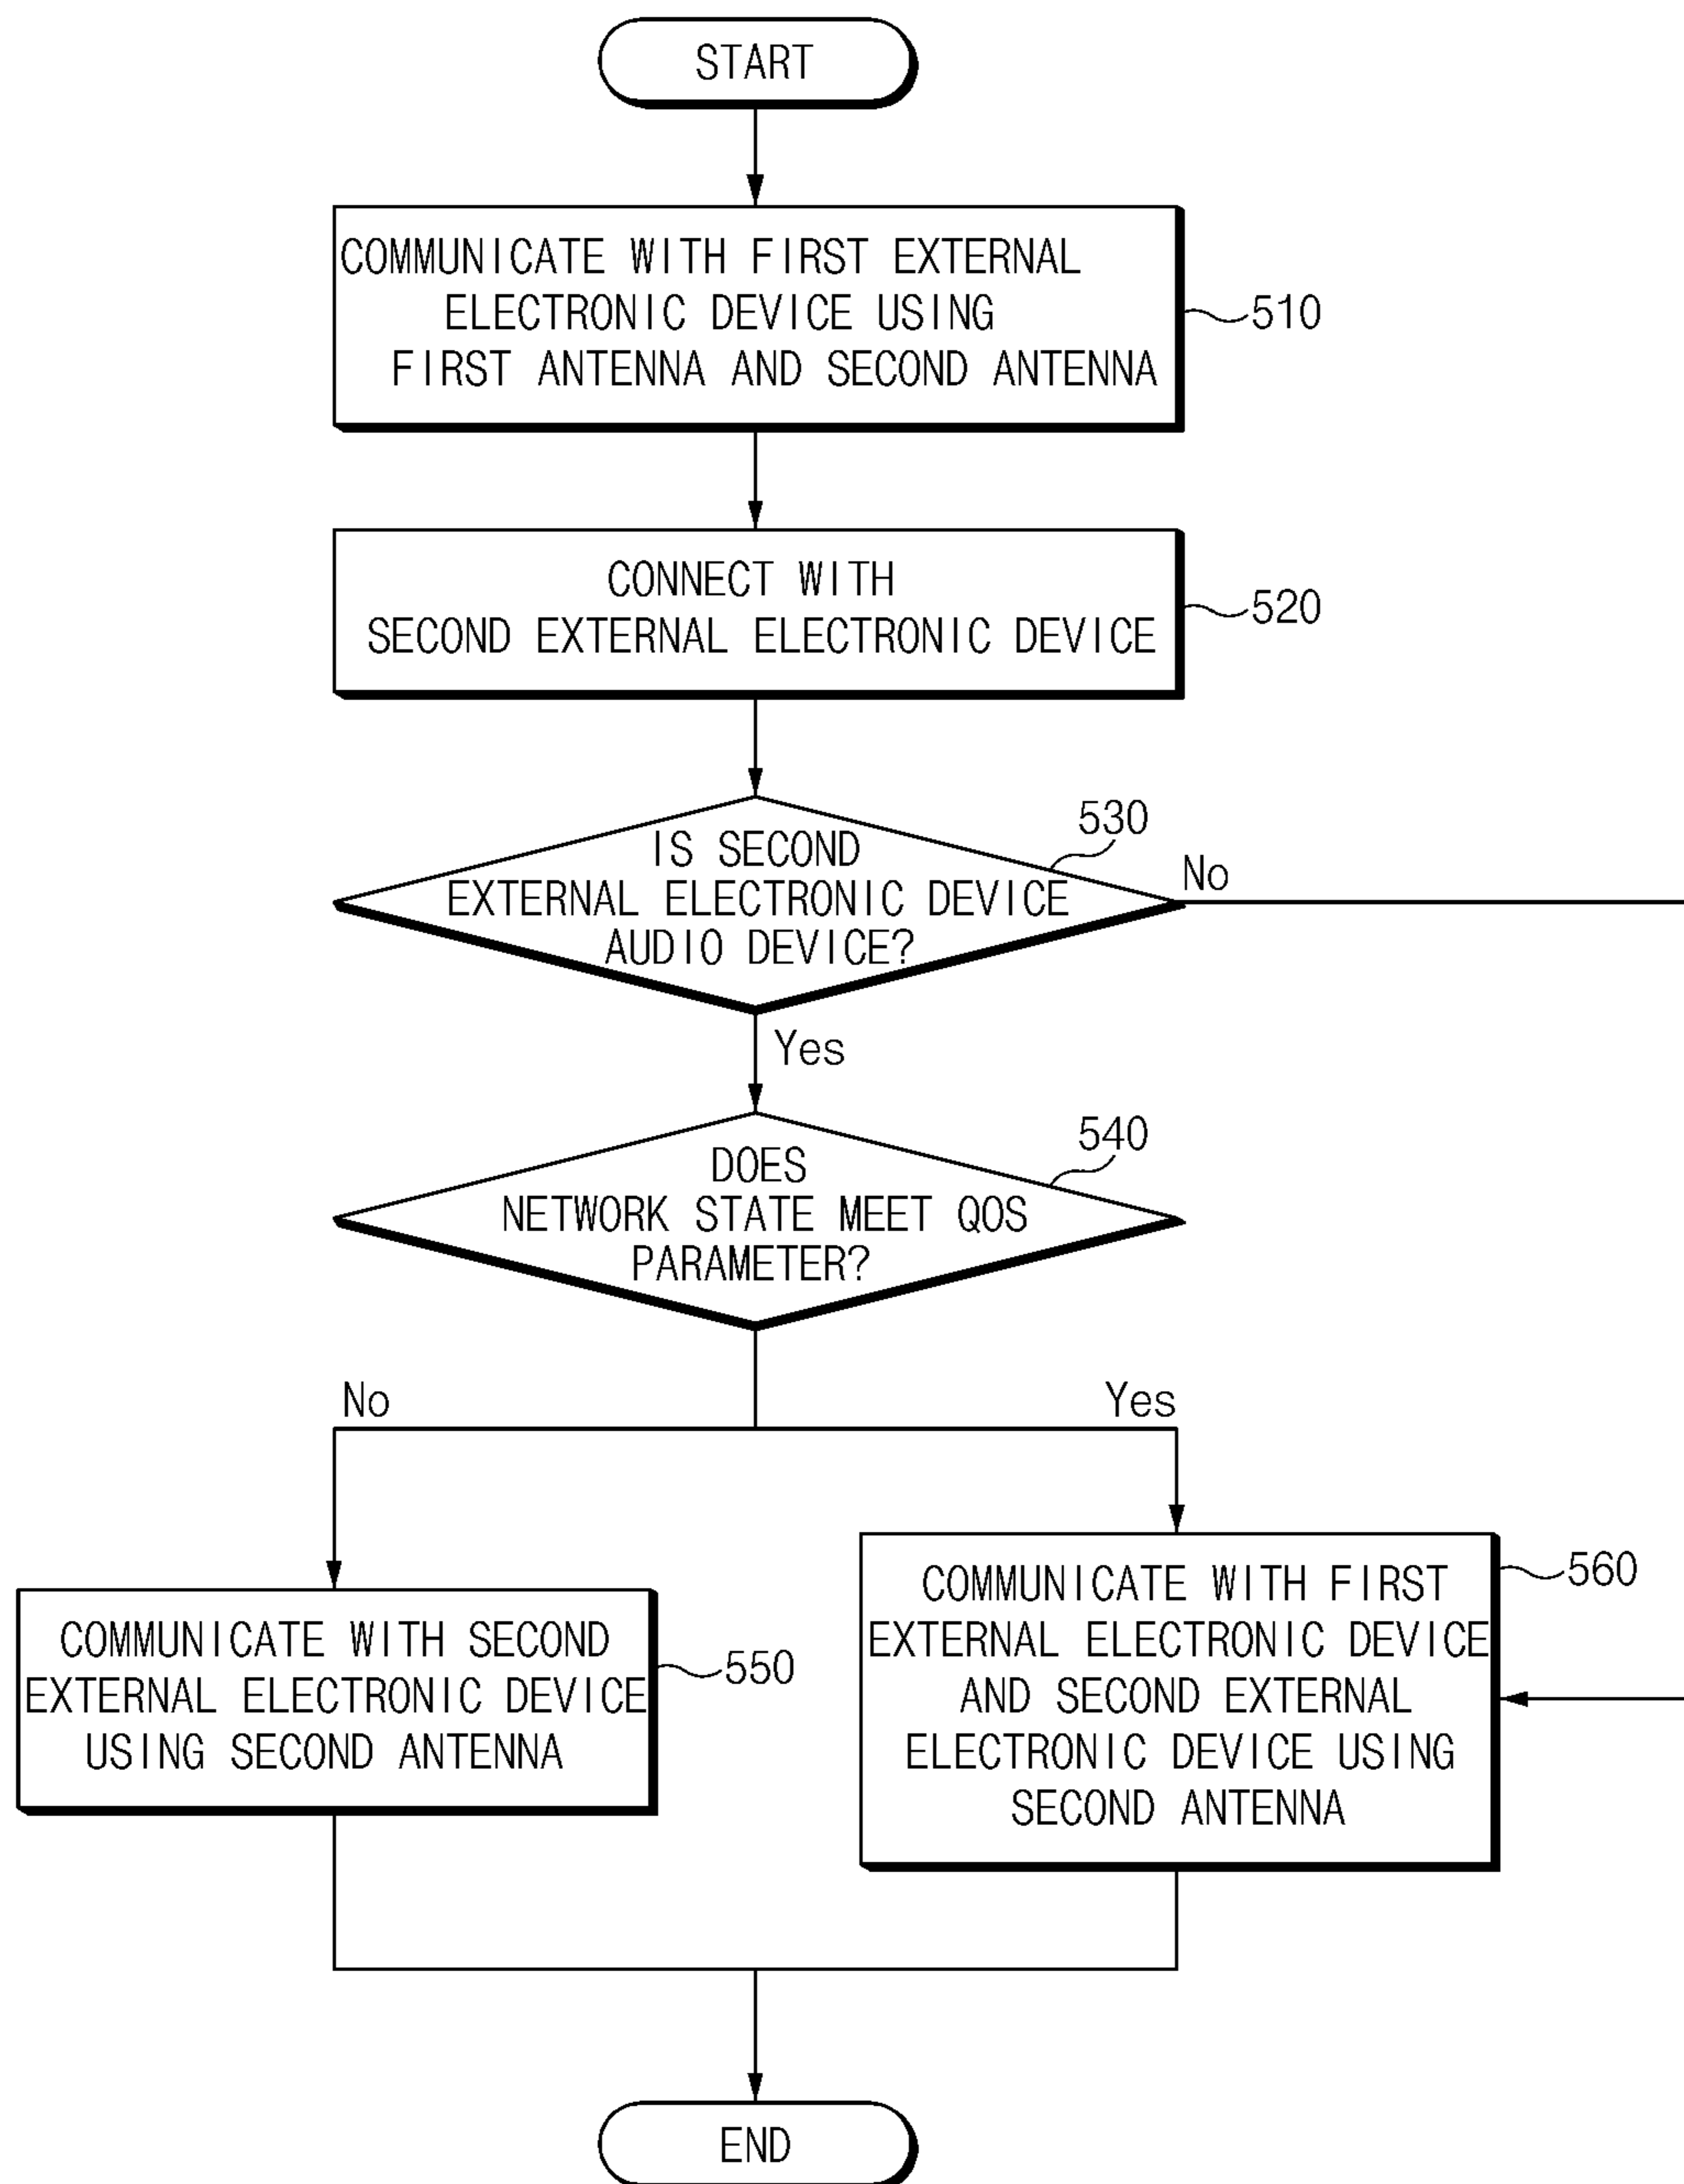 START
COMMUNICATE WITH FIRST EXTERNAL
ELECTRONIC DEVICE USING
FIRST ANTENNA AND SECOND ANTENNA
510
CONNECT WITH
SECOND EXTERNAL ELECTRONIC DEVICE
520
530
IS SECOND
EXTERNAL ELECTRONIC DEVICE
AUDIO DEVICE?
No
Yes
540
DOES
NETWORK STATE MEET QOS
PARAMETER?
No
Yes
COMMUNICATE WITH SECOND
EXTERNAL ELECTRONIC DEVICE
USING SECOND ANTENNA
550
COMMUNICATE WITH FIRST
EXTERNAL ELECTRONIC DEVICE
AND SECOND EXTERNAL
ELECTRONIC DEVICE USING
SECOND ANTENNA
560
END